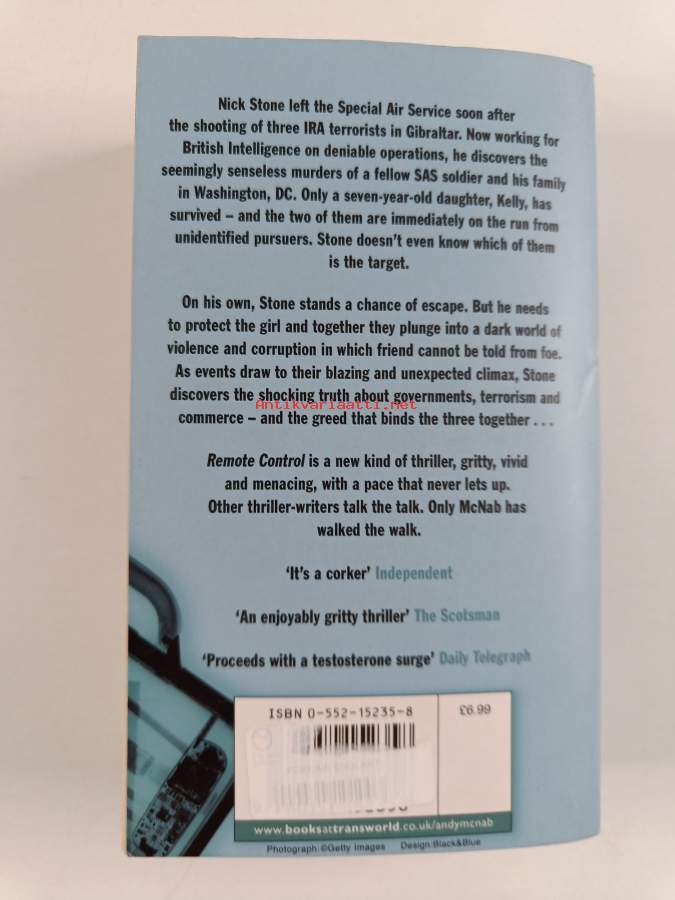 Nick Stone left the Special Air Service soon after
the shooting of three IRA terrorists in Gibraltar. Now working for
British Intelligence on deniable operations, he discovers the
seemingly senseless murders of a fellow SAS soldier and his family
in Washington, DC. Only a seven-year-old daughter, Kelly, has
survived – and the two of them are immediately on the run from
unidentified pursuers. Stone doesn't even know which of them
is the target.
On his own, Stone stands a chance of escape. But he needs
to protect the girl and together they plunge into a dark world of
violence and corruption in which friend cannot be told from foe.
As events draw to their blazing and unexpected climax, Stone
discovers the shocking truth about governments, terrorism and
Antikvariaatti.net
commerce – and the greed that binds the three together . . .
Remote Control is a new kind of thriller, gritty, vivid
and menacing, with a pace that never lets up.
Other thriller-writers talk the talk. Only McNab has
walked the walk.
'It's a corker' Independent
'An enjoyably gritty thriller' The Scotsman
'Proceeds with a testosterone surge' Daily Telegraph
ISBN 0-552-15235-8
£6.99
www.booksattransworld.co.uk/andymcnab
Photograph:©Getty Images Design:Black&Blue